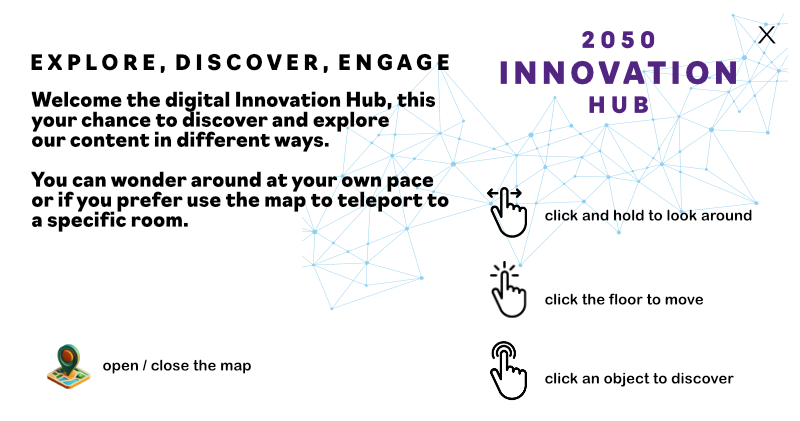 EXPLORE, DISCOVER, ENGAGE
Welcome the digital Innovation Hub, this
your chance to discover and explore
our content in different ways.
You can wonder around at your own pace
or if you prefer use the map to teleport to
a specific room.
open / close the map
2050
INNOVATION
HUB
X
click and hold to look around
click the floor to move
click an object to discover